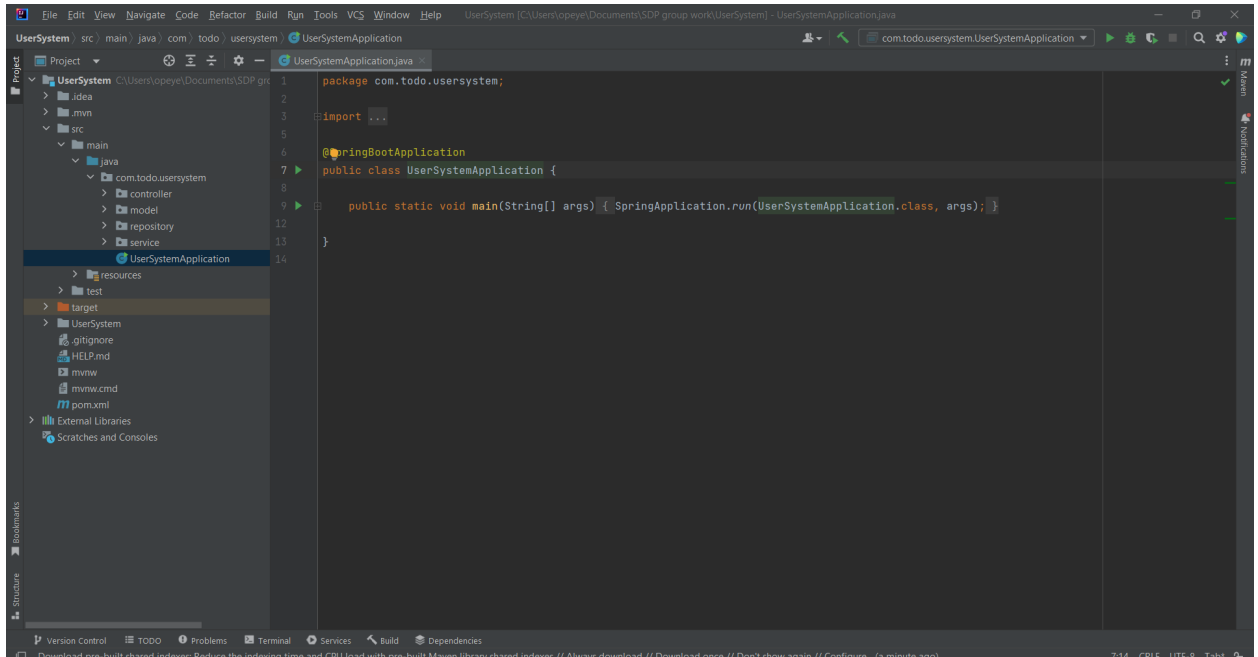 File Edit View Navigate Code Refactor Build Run Tools VCS Window Help UserSystem [C:\Users\opeye\Documents\SDP group work\UserSystem] - UserSystemApplication.java
UserSystem src main java com todo usersystem UserSystemApplication com.todo.usersystem.UserSystemApplication
Project Project UserSystemApplication.java m
Maven
Notifications
UserSystem C:\Users\opeye\Documents\SDP gro
.idea
.mvn
src
main
java
com.todo.usersystem
controller
model
repository
service
UserSystemApplication
resources
test
target
UserSystem
.gitignore
HELP.md
mvnw
mvnw.cmd
pom.xml
External Libraries
Scratches and Consoles
1 package com.todo.usersystem;
2
3 import ...
5
6 @SpringBootApplication
7 public class UserSystemApplication {
8
9 public static void main(String[] args) { SpringApplication.run(UserSystemApplication.class, args); }
12
13 }
14
Bookmarks
Structure
Version Control TODO Problems Terminal Services Build Dependencies
Download pre-built shared indexes: Reduce the indexing time and CPU load with pre-built Maven library shared indexes // Always download // Download once // Don't show again // Configure... (a minute ago) 7:14 CRLF UTF-8 Tab*